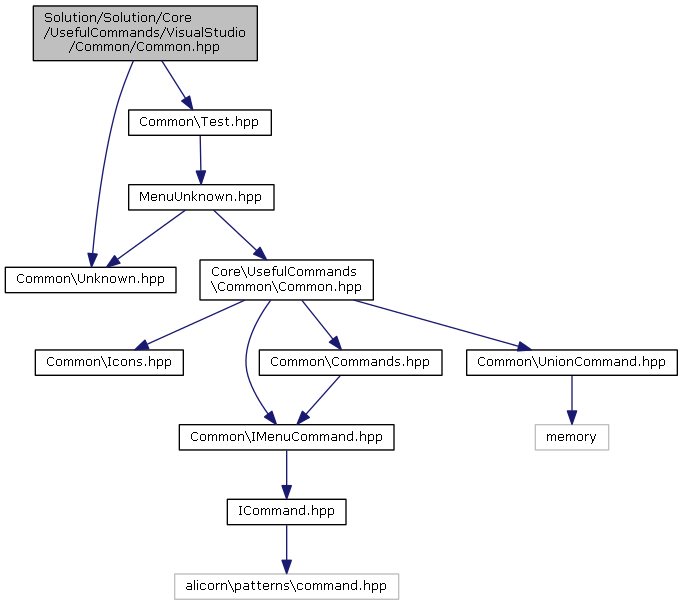 Solution/Solution/Core
/UsefulCommands/VisualStudio
/Common/Common.hpp
Common\Test.hpp
MenuUnknown.hpp
Common\Unknown.hpp
Core\UsefulCommands
\Common\Common.hpp
Common\Icons.hpp
Common\Commands.hpp
Common\UnionCommand.hpp
Common\IMenuCommand.hpp
memory
ICommand.hpp
alicorn\patterns\command.hpp